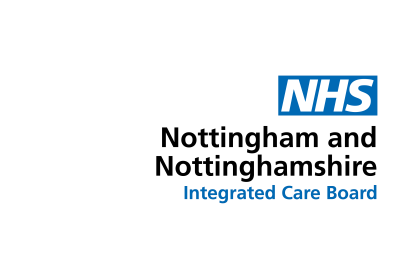 NHS
Nottingham and
Nottinghamshire
Integrated Care Board